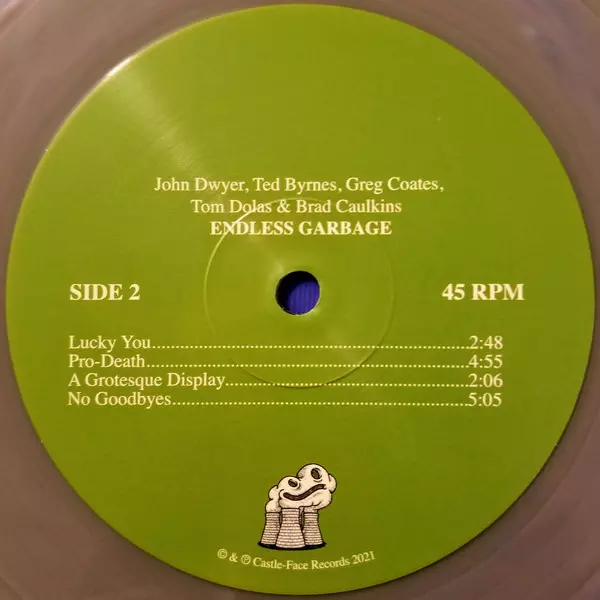 John Dwyer, Ted Byrnes, Greg Coates,
Tom Dolas & Brad Caulkins
ENDLESS GARBAGE
SIDE 2 45 RPM
Lucky You..........................................................................2:48
Pro-Death...........................................................................4:55
A Grotesque Display.........................................................2:06
No Goodbyes.....................................................................5:05
© & ℗ Castle-Face Records 2021